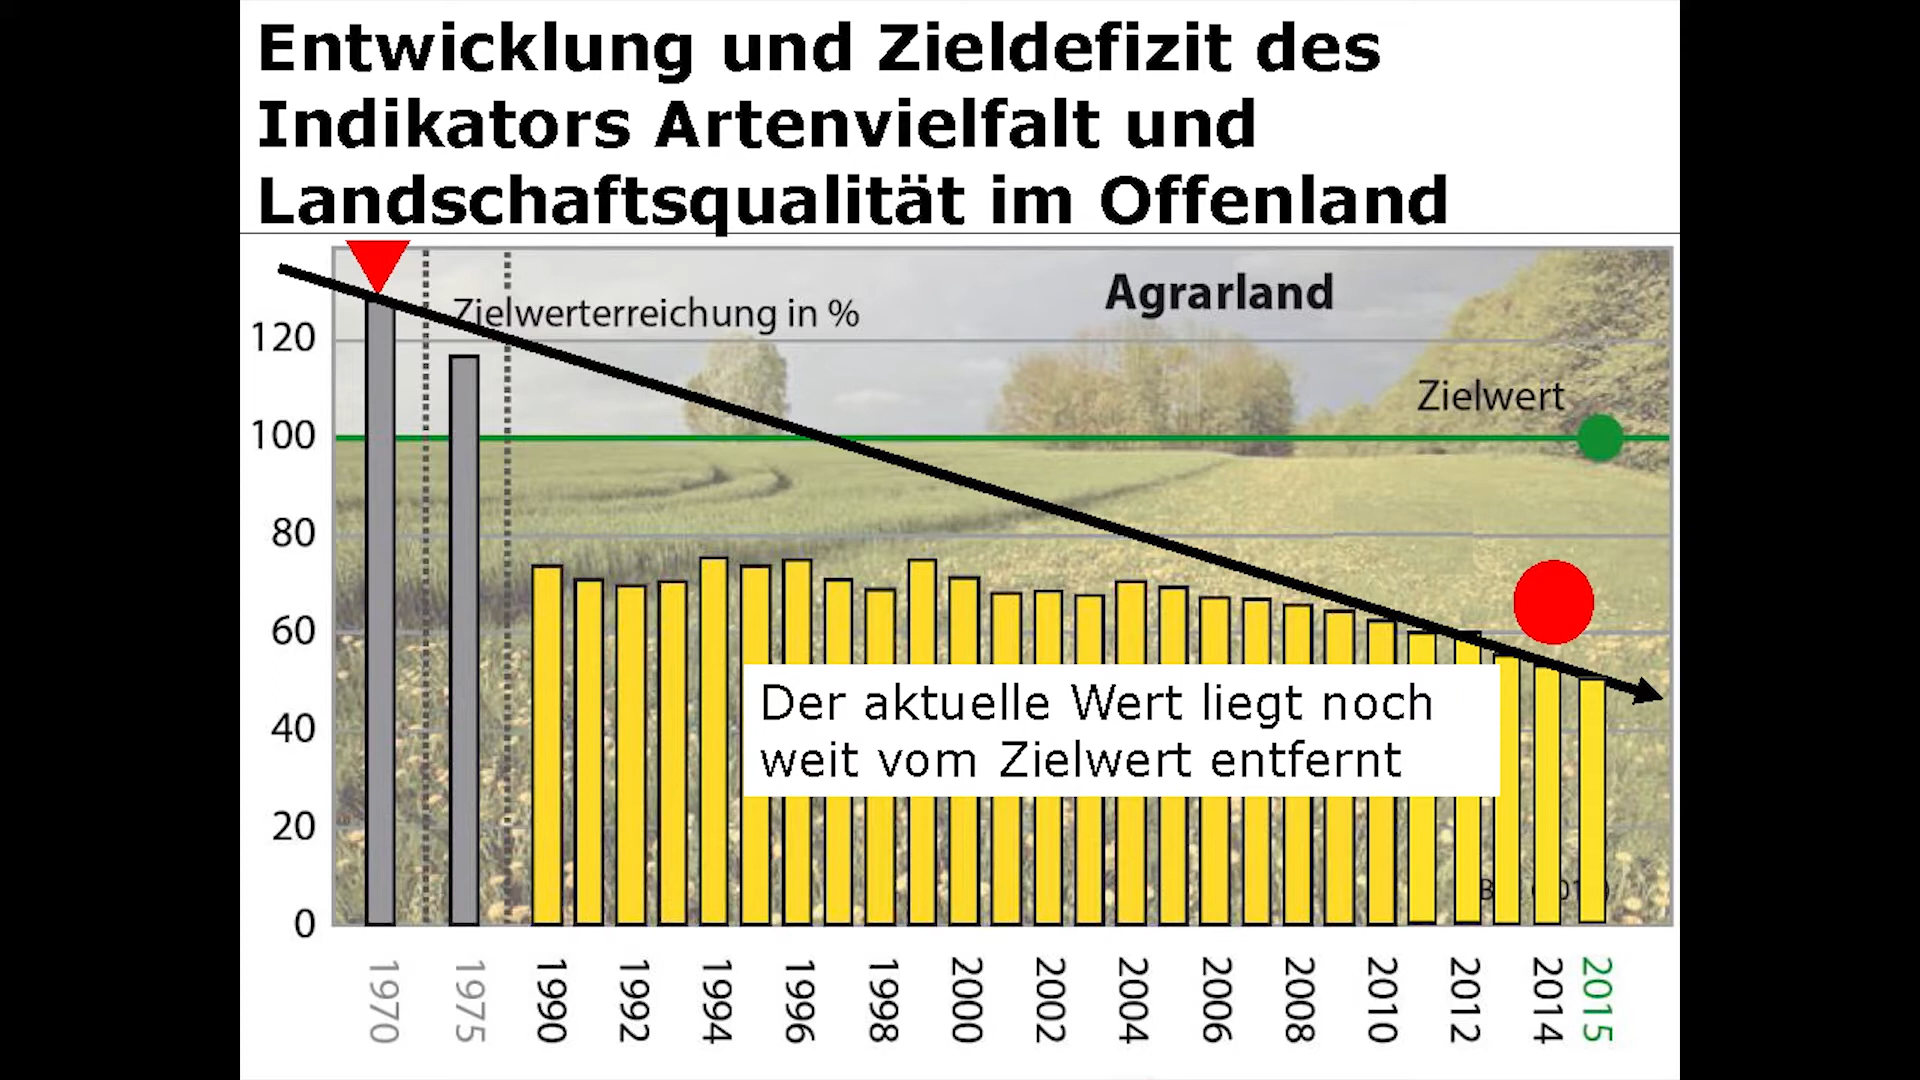 Entwicklung und Zieldefizit des
Indikators Artenvielfalt und
Landschaftsqualität im Offenland
Agrarland
Zielwerterreichung in %
Zielwert
120
100
80
60
40
20
0
Der aktuelle Wert liegt noch
weit vom Zielwert entfernt
1970 1975 1990 1992 1994 1996 1998 2000 2002 2004 2006 2008 2010 2012 2014 2015